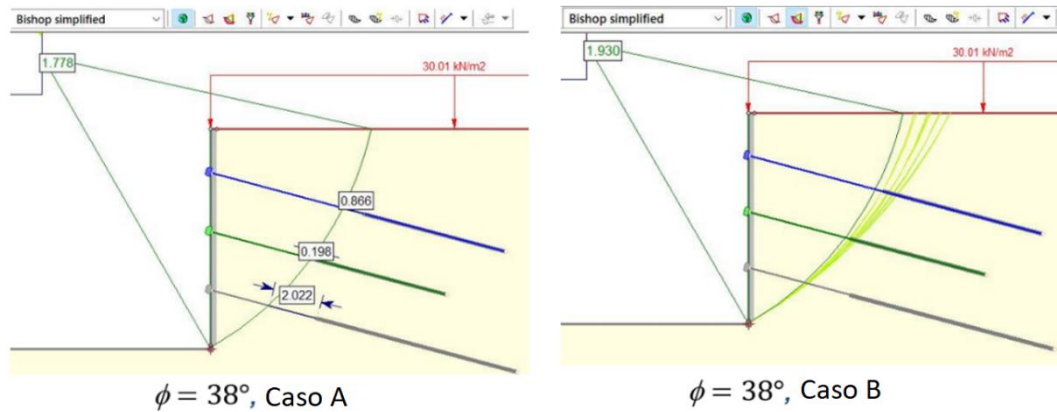 Bishop simplified
1.778
30.01 kN/m2
0.866
0.198
2.022
ϕ = 38°, Caso A
Bishop simplified
1.930
30.01 kN/m2
ϕ = 38°, Caso B